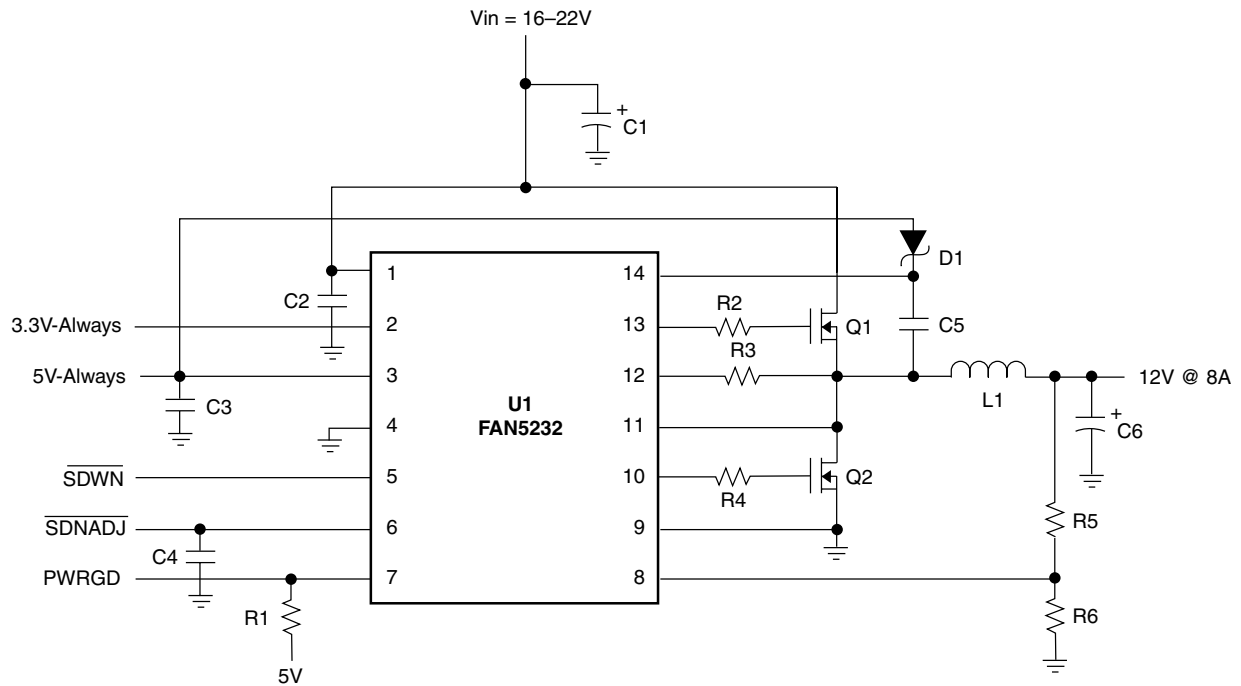 Vin = 16–22V
+
C1
D1
1
14
C2
R2
C5
3.3V-Always
2
13
Q1
R3
5V-Always
3
12
12V @ 8A
L1
C3
U1
FAN5232
+
C6
4
11
SDWN
5
10
Q2
R4
SDNADJ
6
9
R5
C4
PWRGD
7
8
R1
R6
5V